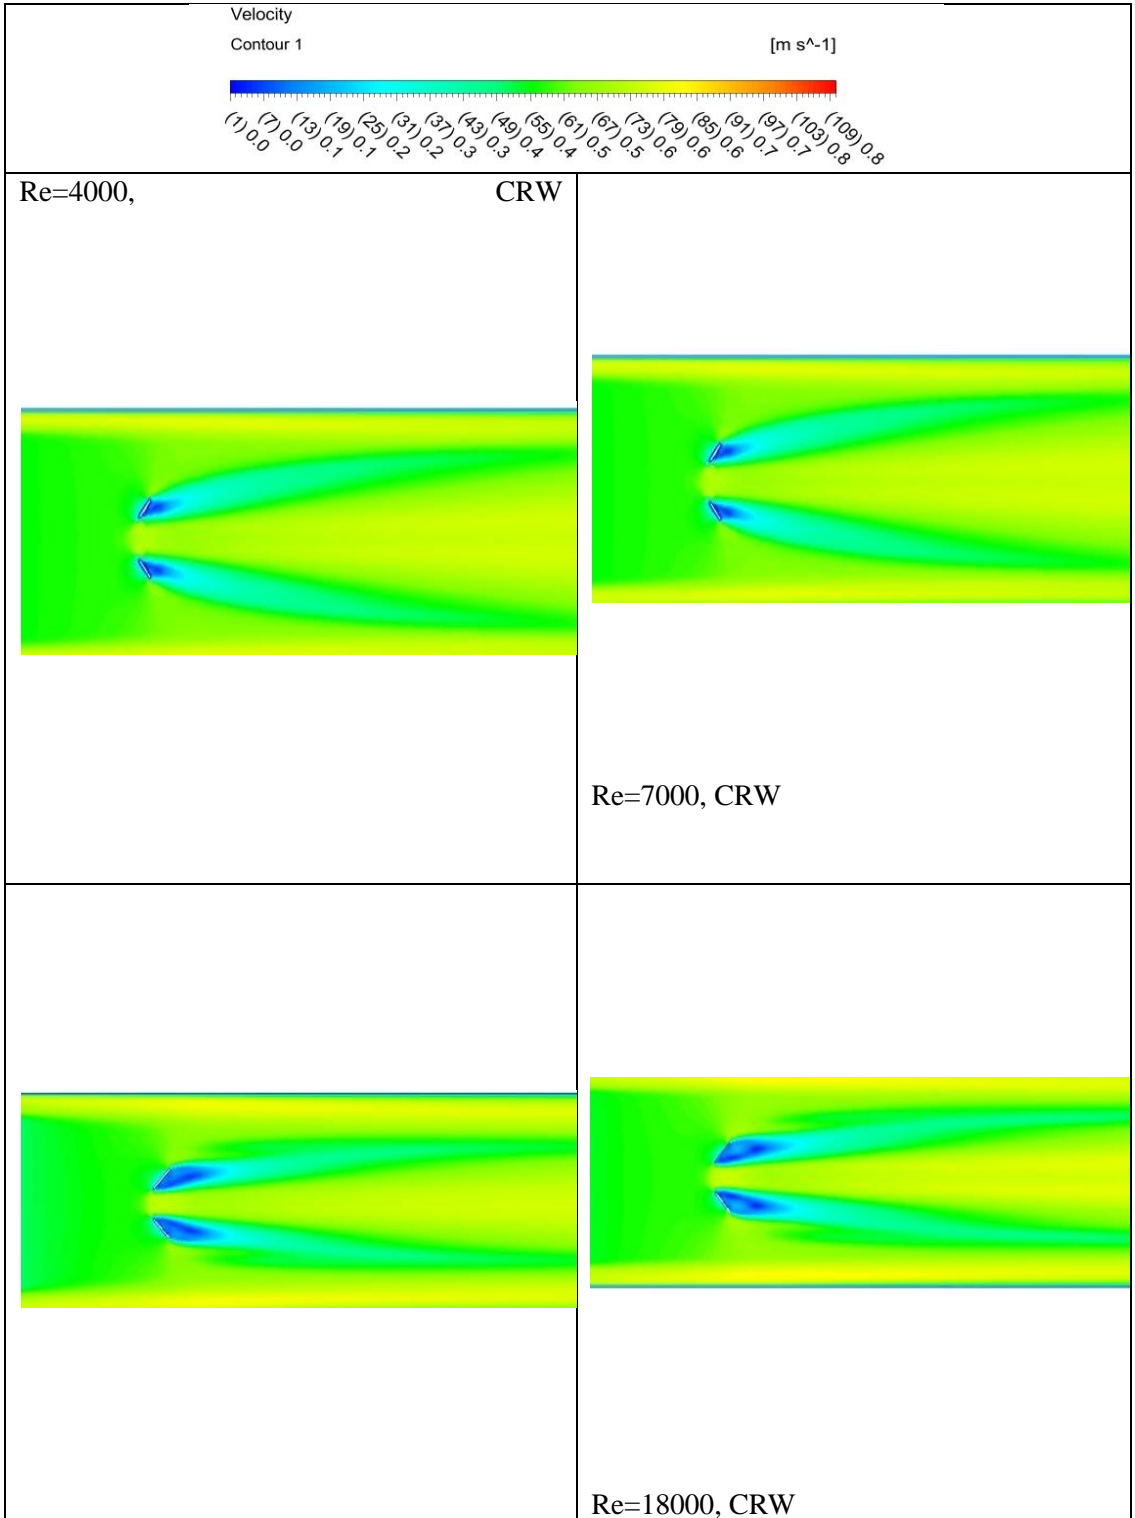 Velocity
Contour 1 [m s^-1]
(1) 0.0 (7) 0.0 (13) 0.1 (19) 0.1 (25) 0.2 (31) 0.2 (37) 0.3 (43) 0.3 (49) 0.4 (55) 0.4 (61) 0.5 (67) 0.5 (73) 0.6 (79) 0.6 (85) 0.6 (91) 0.7 (97) 0.7 (103) 0.8 (109) 0.8
Re=4000, CRW
Re=7000, CRW
Re=18000, CRW